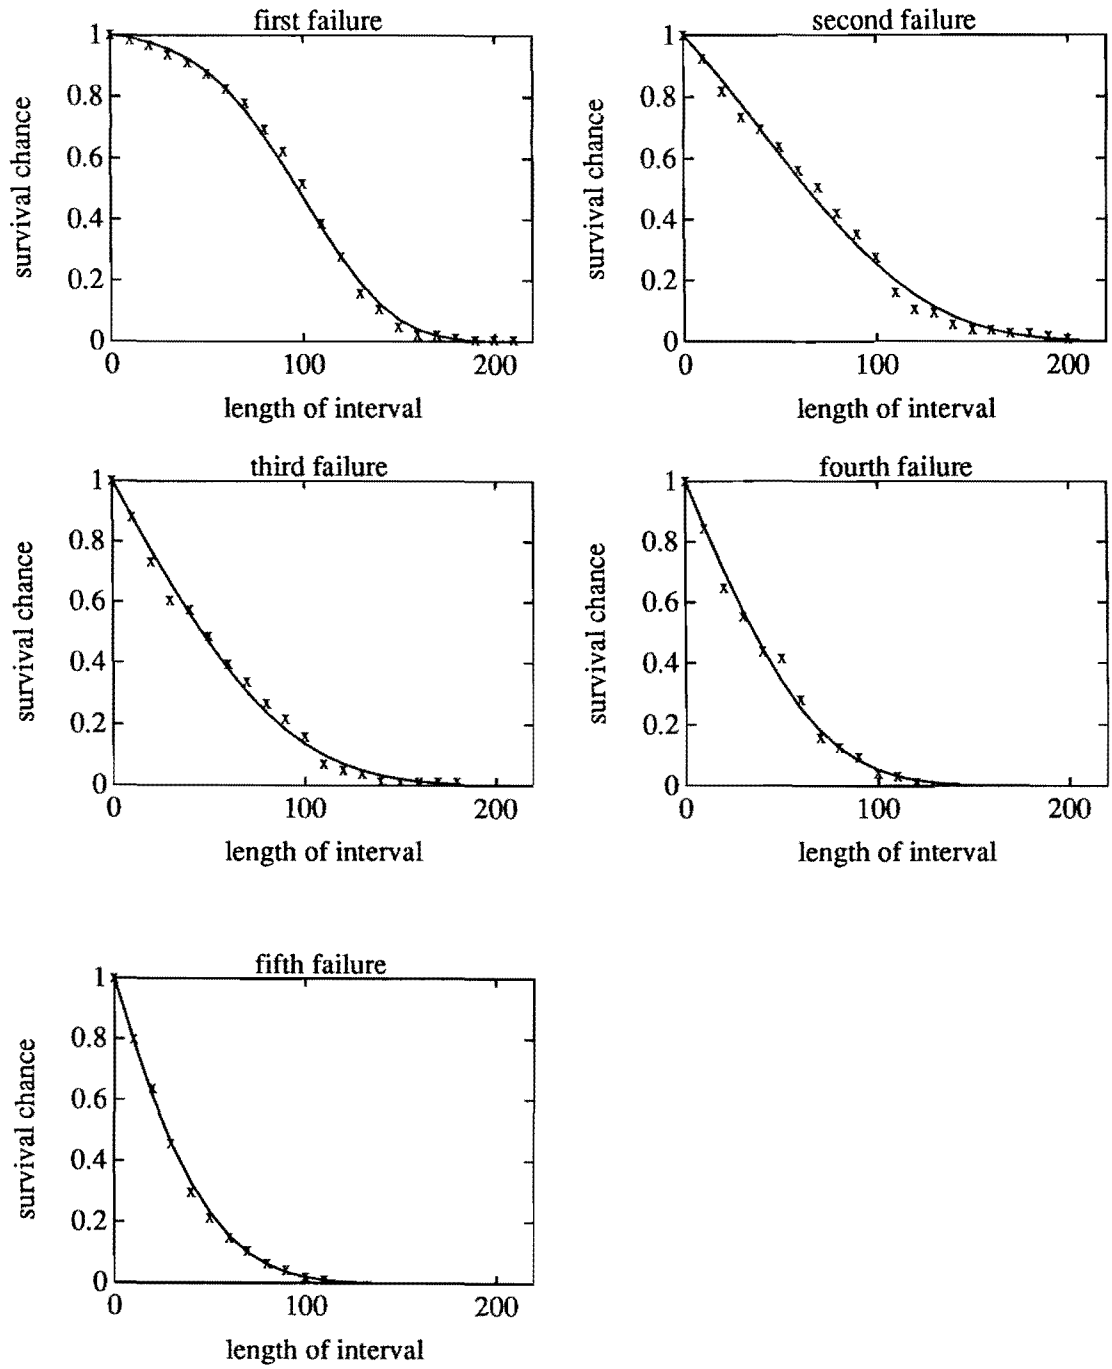 first failure
1
0.8
0.6
0.4
0.2
0
0 100 200
survival chance
length of interval
second failure
1
0.8
0.6
0.4
0.2
0
0 100 200
survival chance
length of interval
third failure
1
0.8
0.6
0.4
0.2
0
0 100 200
survival chance
length of interval
fourth failure
1
0.8
0.6
0.4
0.2
0
0 100 200
survival chance
length of interval
fifth failure
1
0.8
0.6
0.4
0.2
0
0 100 200
survival chance
length of interval